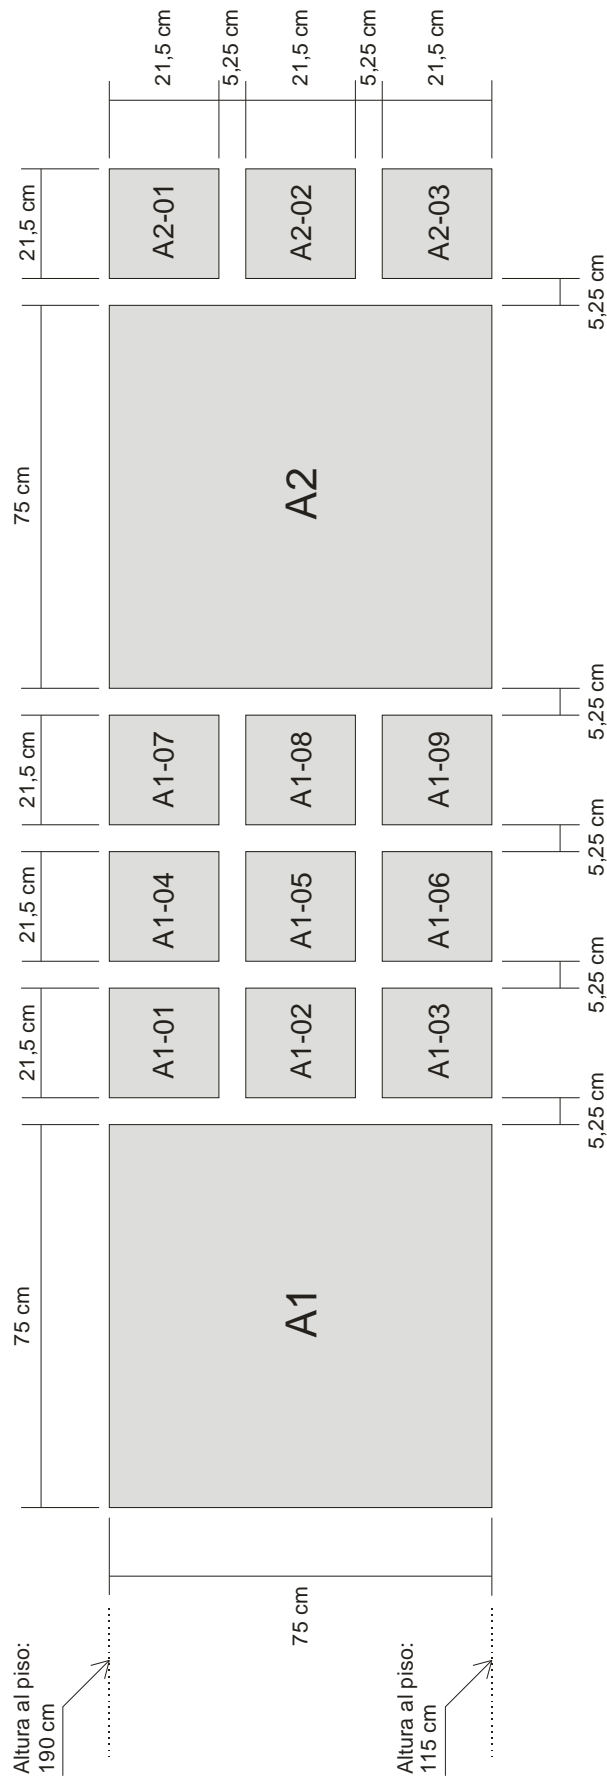 Altura al piso:
190 cm
75 cm
21,5 cm
21,5 cm
21,5 cm
75 cm
21,5 cm
A1-01
A1-04
A1-07
A2-01
21,5 cm
5,25 cm
75 cm
A1
A1-02
A1-05
A1-08
A2
A2-02
21,5 cm
5,25 cm
A1-03
A1-06
A1-09
A2-03
21,5 cm
Altura al piso:
115 cm
5,25 cm
5,25 cm
5,25 cm
5,25 cm
5,25 cm